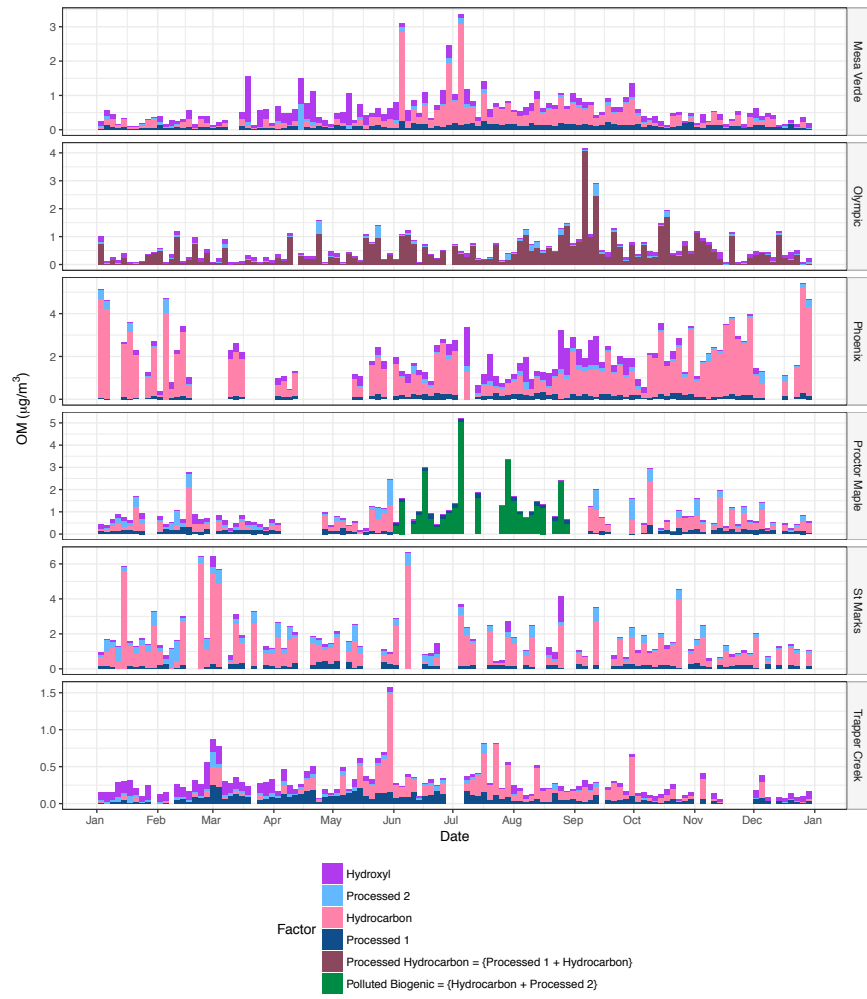 OM (μg/m³)
3
2
1
0
Mesa Verde
4
3
2
1
0
Olympic
4
2
0
Phoenix
5
4
3
2
1
0
Proctor Maple
6
4
2
0
St Marks
1.5
1.0
0.5
0.0
Trapper Creek
Jan Feb Mar Apr May Jun Jul Aug Sep Oct Nov Dec Jan
Date
Factor
Hydroxyl
Processed 2
Hydrocarbon
Processed 1
Processed Hydrocarbon = {Processed 1 + Hydrocarbon}
Polluted Biogenic = {Hydrocarbon + Processed 2}